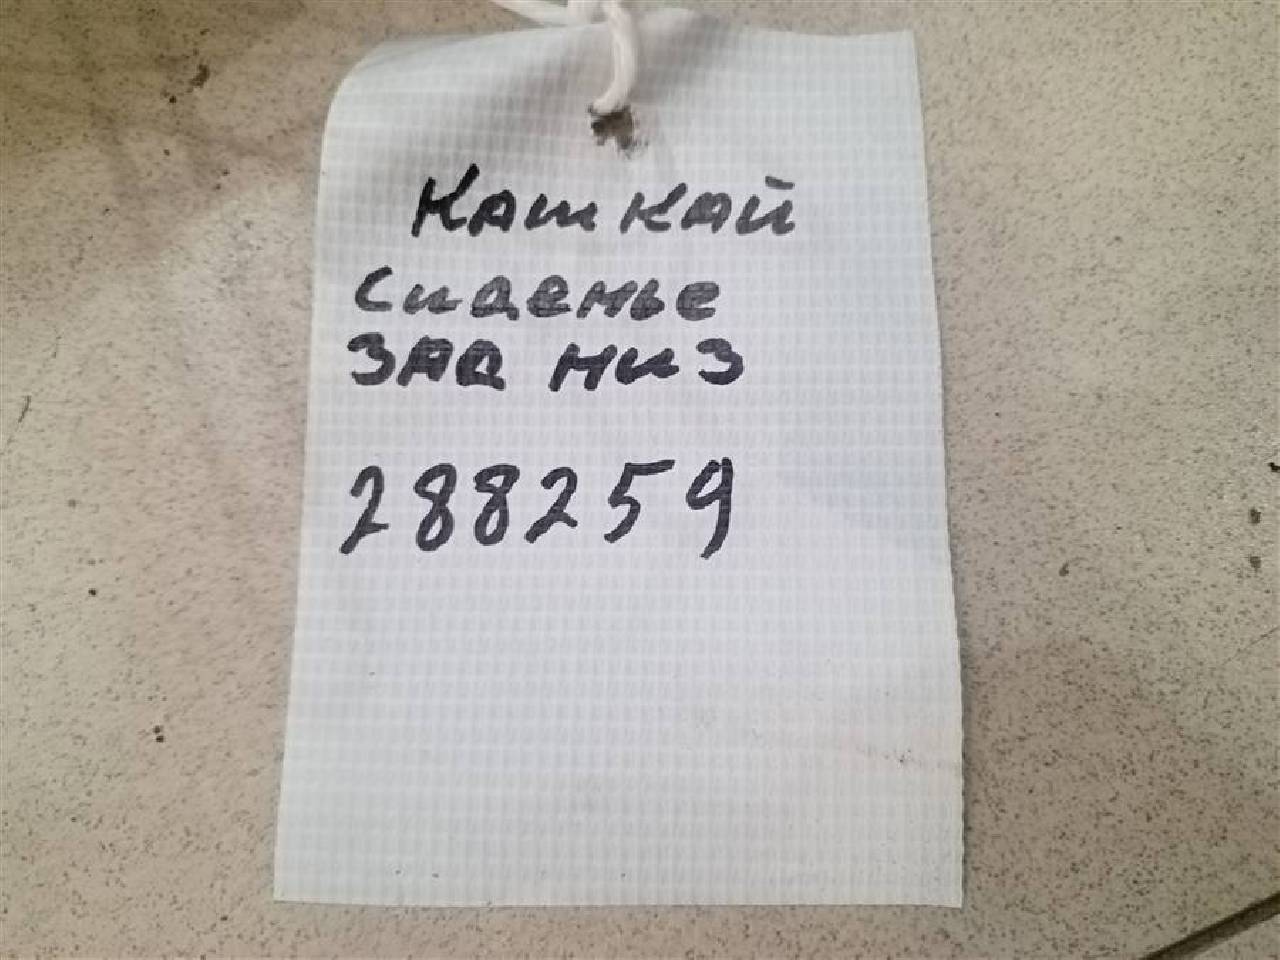 Кашкай
Сиденье
зад низ
288259